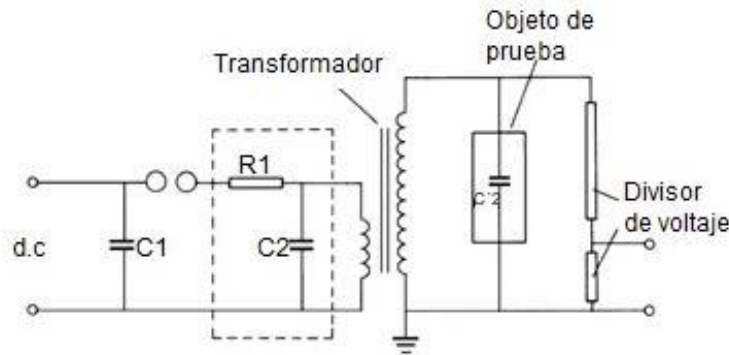 Objeto de
prueba
Transformador
R1
C'2
Divisor
de voltaje
d.c
C1
C2